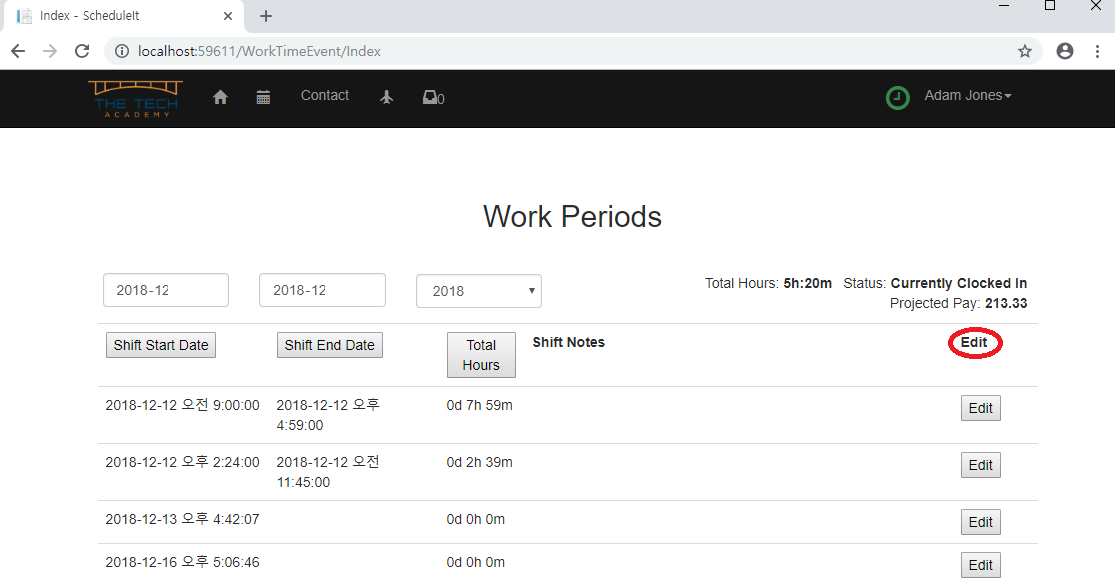 Index - ScheduleIt
localhost:59611/WorkTimeEvent/Index
THE TECH
ACADEMY
Contact
0
Adam Jones
Work Periods
2018-12
2018-12
2018
Total Hours: 5h:20m Status: Currently Clocked In
Projected Pay: 213.33
Shift Start Date
Shift End Date
Total
Hours
Shift Notes
Edit
2018-12-12 오전 9:00:00
2018-12-12 오후
4:59:00
0d 7h 59m
Edit
2018-12-12 오후 2:24:00
2018-12-12 오전
11:45:00
0d 2h 39m
Edit
2018-12-13 오후 4:42:07
0d 0h 0m
Edit
2018-12-16 오후 5:06:46
0d 0h 0m
Edit